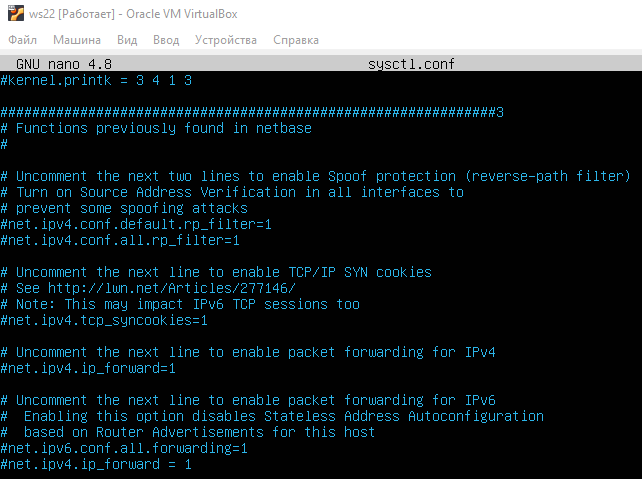 ws22 [Работает] - Oracle VM VirtualBox
Файл Машина Вид Ввод Устройства Справка
GNU nano 4.8 sysctl.conf
#kernel.printk = 3 4 1 3
##############################################################3
# Functions previously found in netbase
#
# Uncomment the next two lines to enable Spoof protection (reverse-path filter)
# Turn on Source Address Verification in all interfaces to
# prevent some spoofing attacks
#net.ipv4.conf.default.rp_filter=1
#net.ipv4.conf.all.rp_filter=1
# Uncomment the next line to enable TCP/IP SYN cookies
# See http://lwn.net/Articles/277146/
# Note: This may impact IPv6 TCP sessions too
#net.ipv4.tcp_syncookies=1
# Uncomment the next line to enable packet forwarding for IPv4
#net.ipv4.ip_forward=1
# Uncomment the next line to enable packet forwarding for IPv6
#  Enabling this option disables Stateless Address Autoconfiguration
#  based on Router Advertisements for this host
#net.ipv6.conf.all.forwarding=1
#net.ipv4.ip_forward = 1